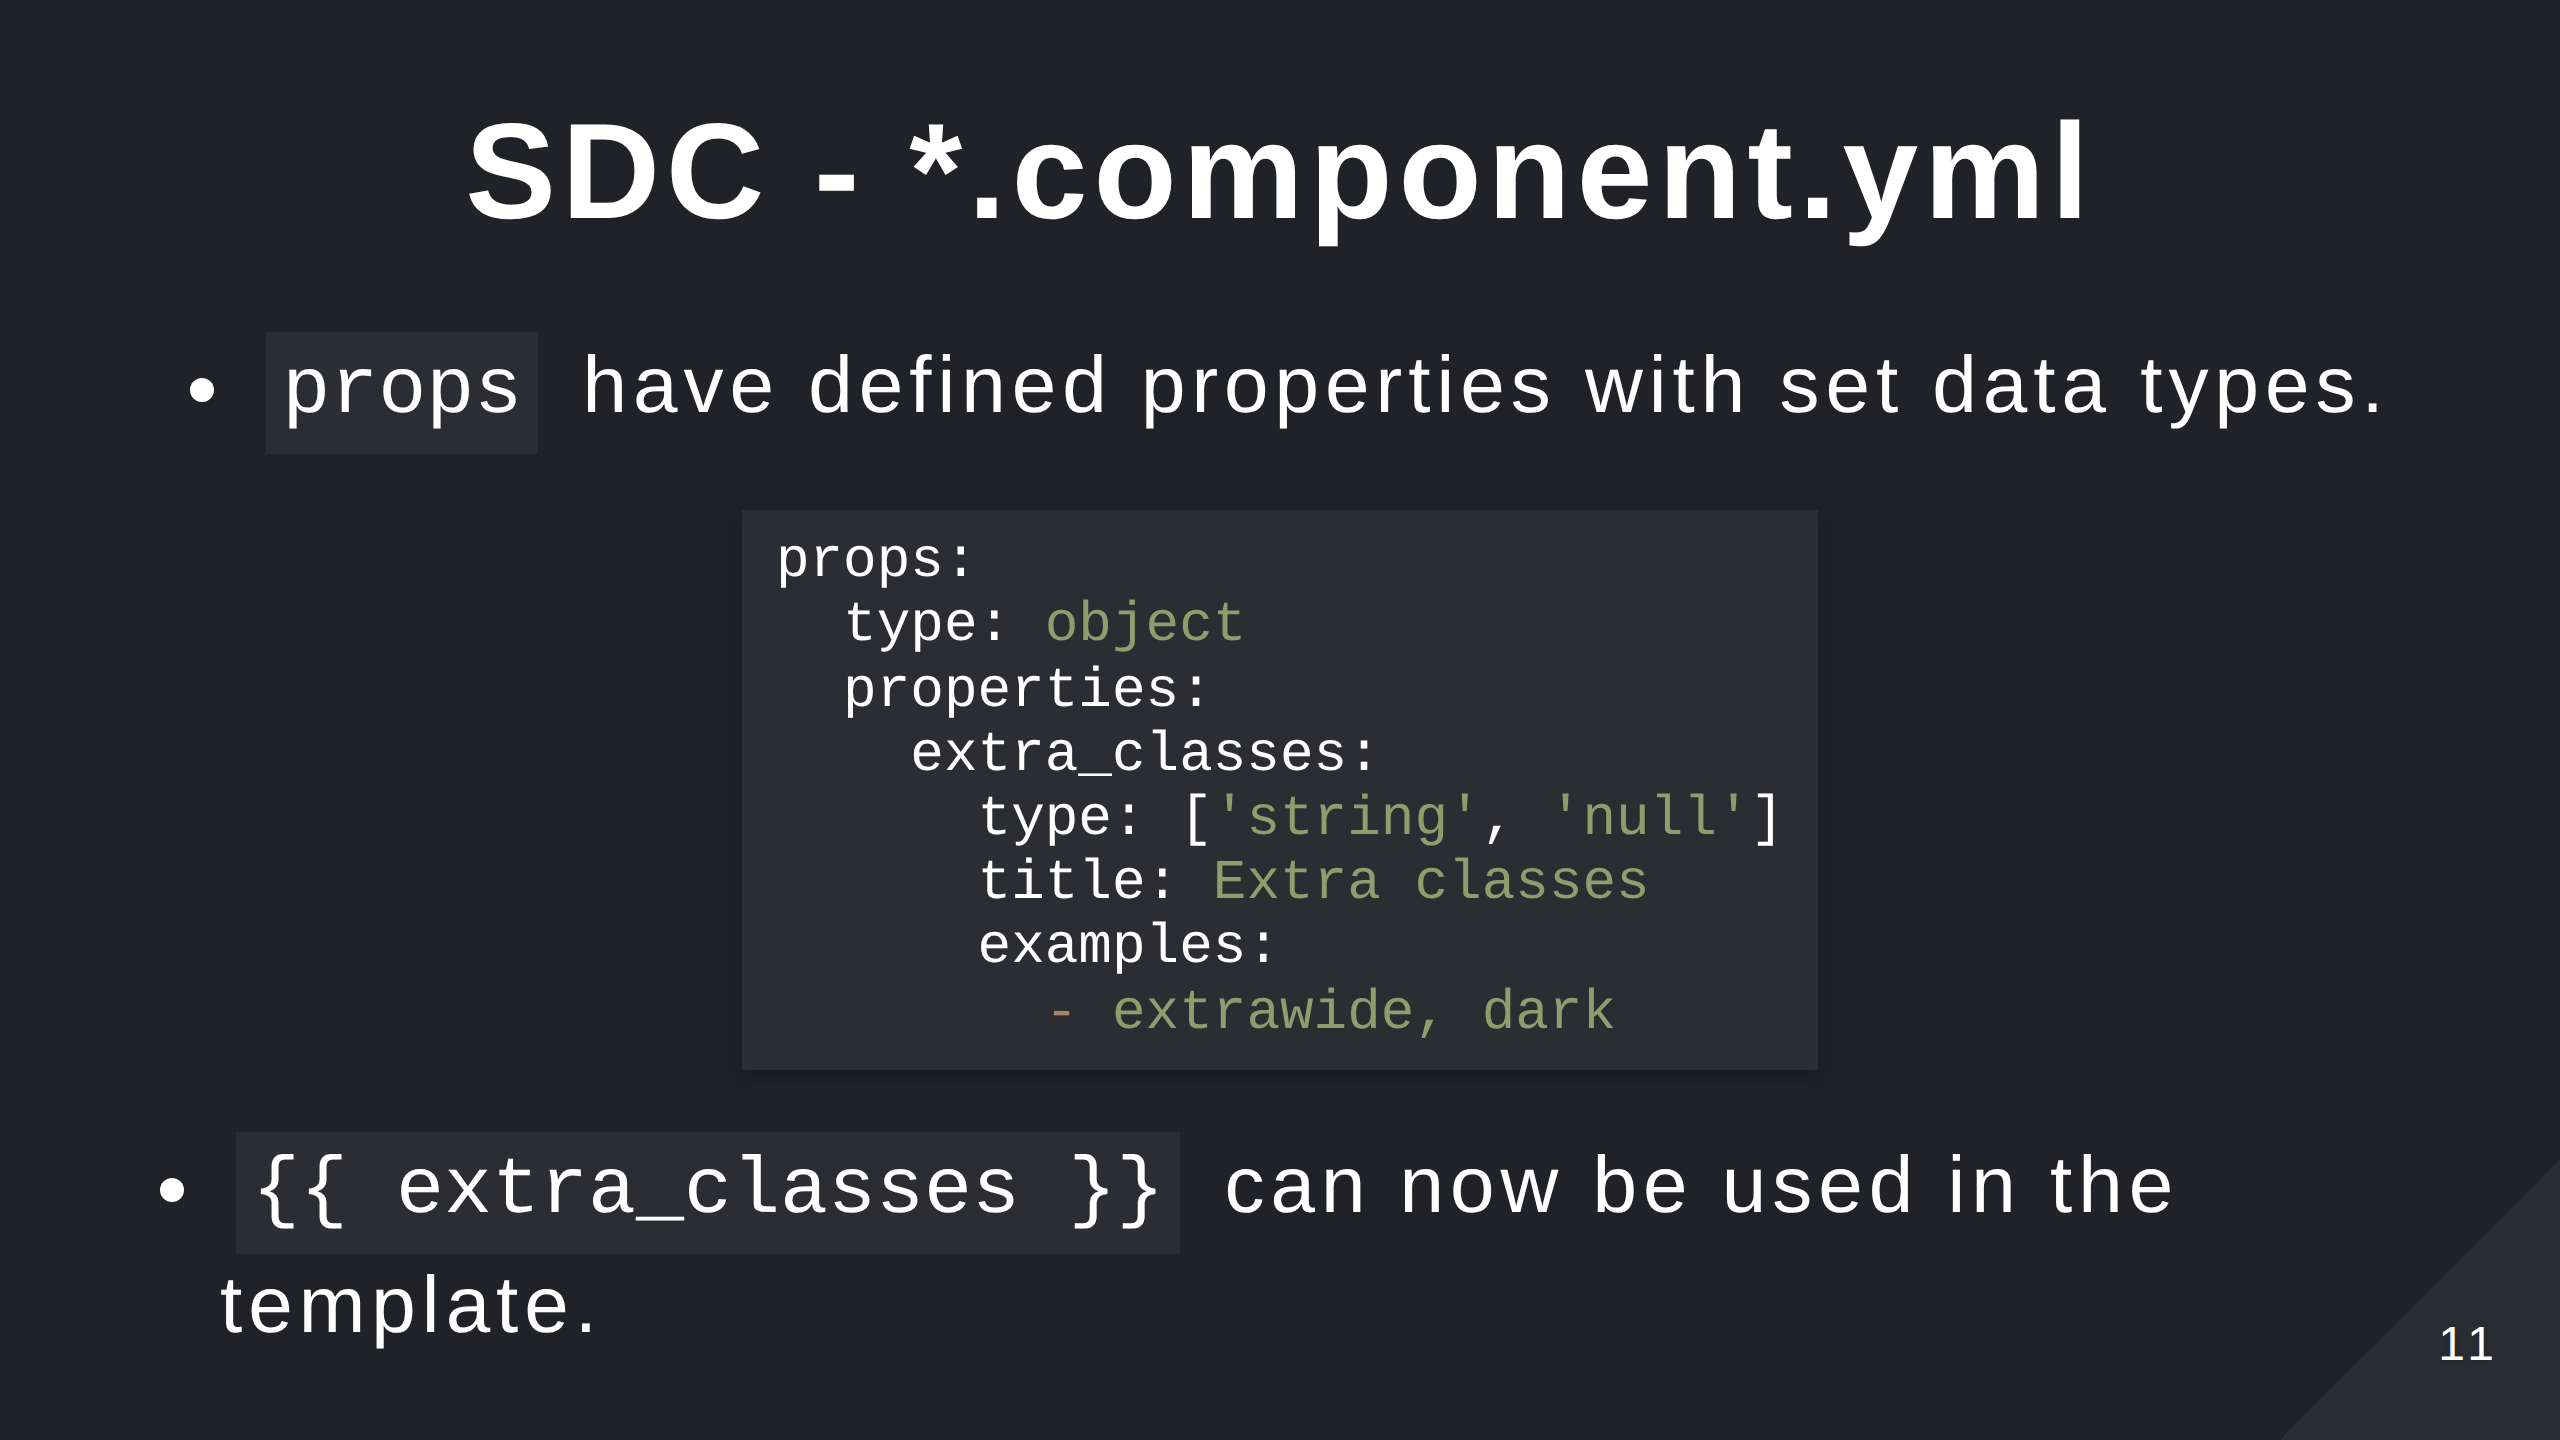 SDC - *.component.yml
• props have defined properties with set data types.
props:
  type: object
  properties:
    extra_classes:
      type: ['string', 'null']
      title: Extra classes
      examples:
        - extrawide, dark
• {{ extra_classes }} can now be used in the
template.
11